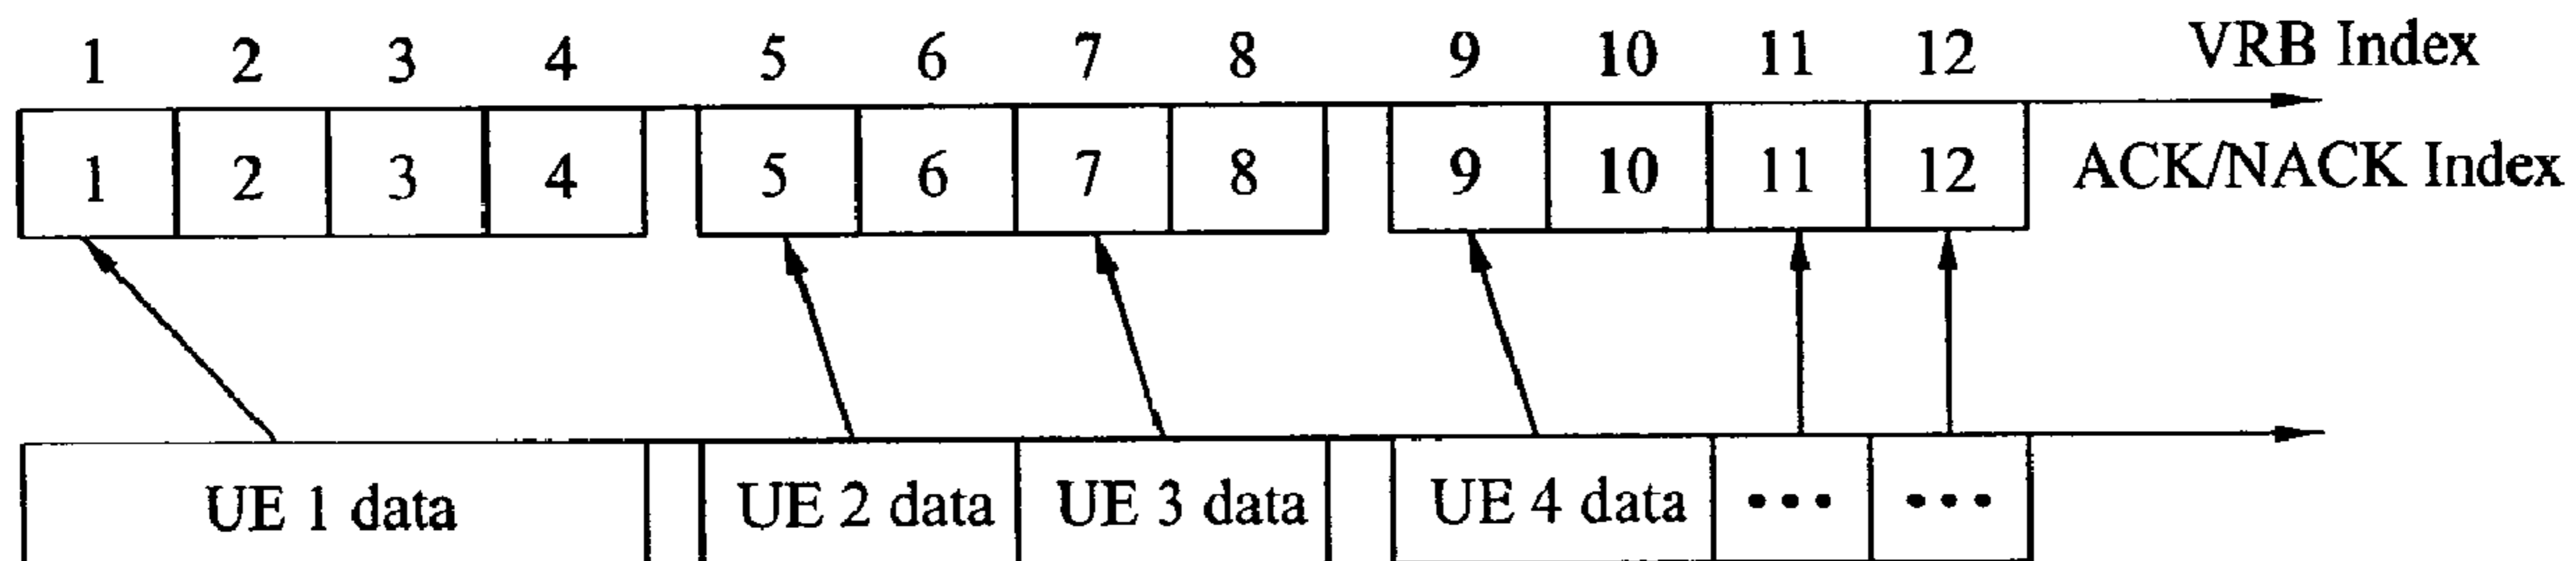 1 2 3 4 5 6 7 8 9 10 11 12 VRB Index
1 2 3 4 5 6 7 8 9 10 11 12 ACK/NACK Index
UE 1 data UE 2 data UE 3 data UE 4 data ••• •••